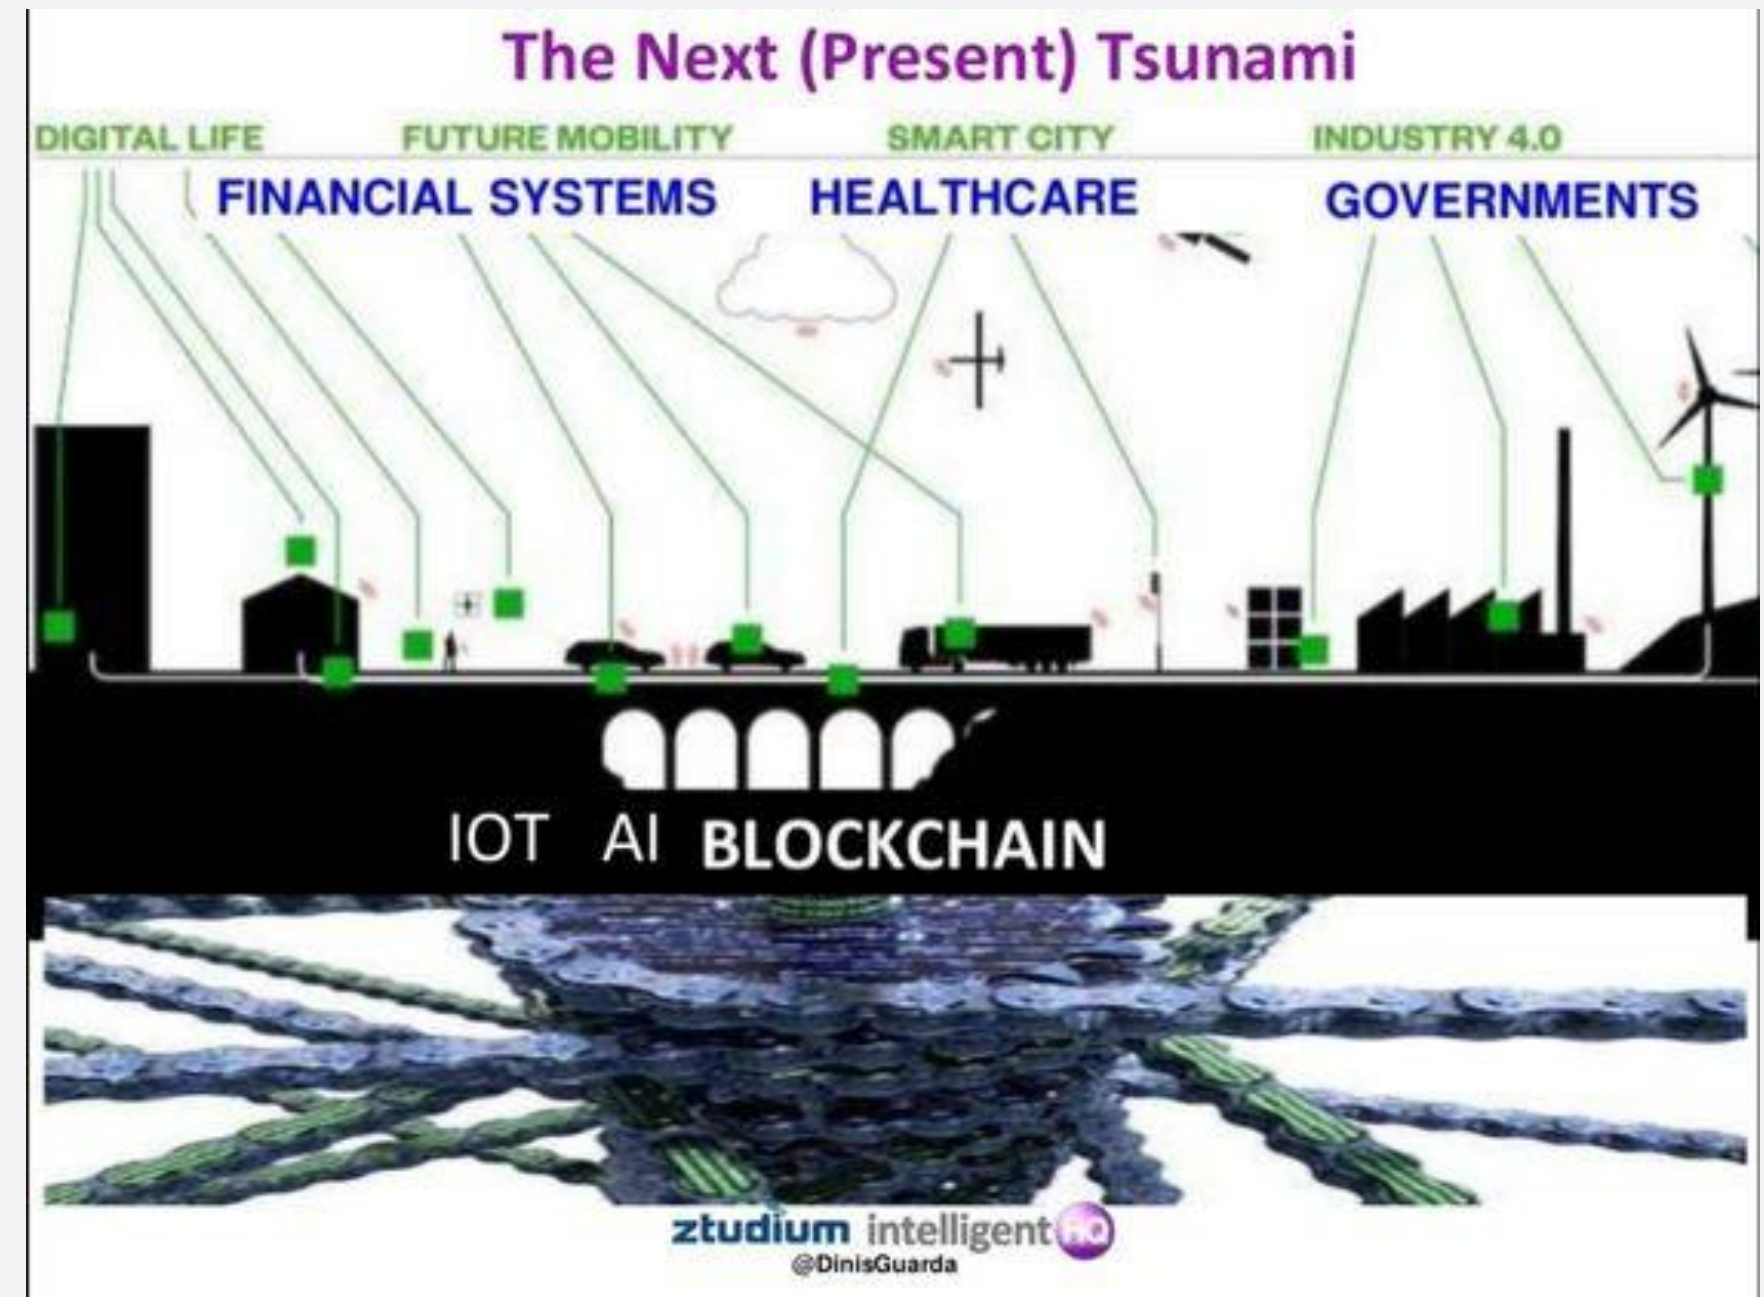 The Next (Present) Tsunami
DIGITAL LIFE FUTURE MOBILITY SMART CITY INDUSTRY 4.0
FINANCIAL SYSTEMS HEALTHCARE GOVERNMENTS
IOT AI BLOCKCHAIN
ztudium intelligentHQ
@DinisGuarda